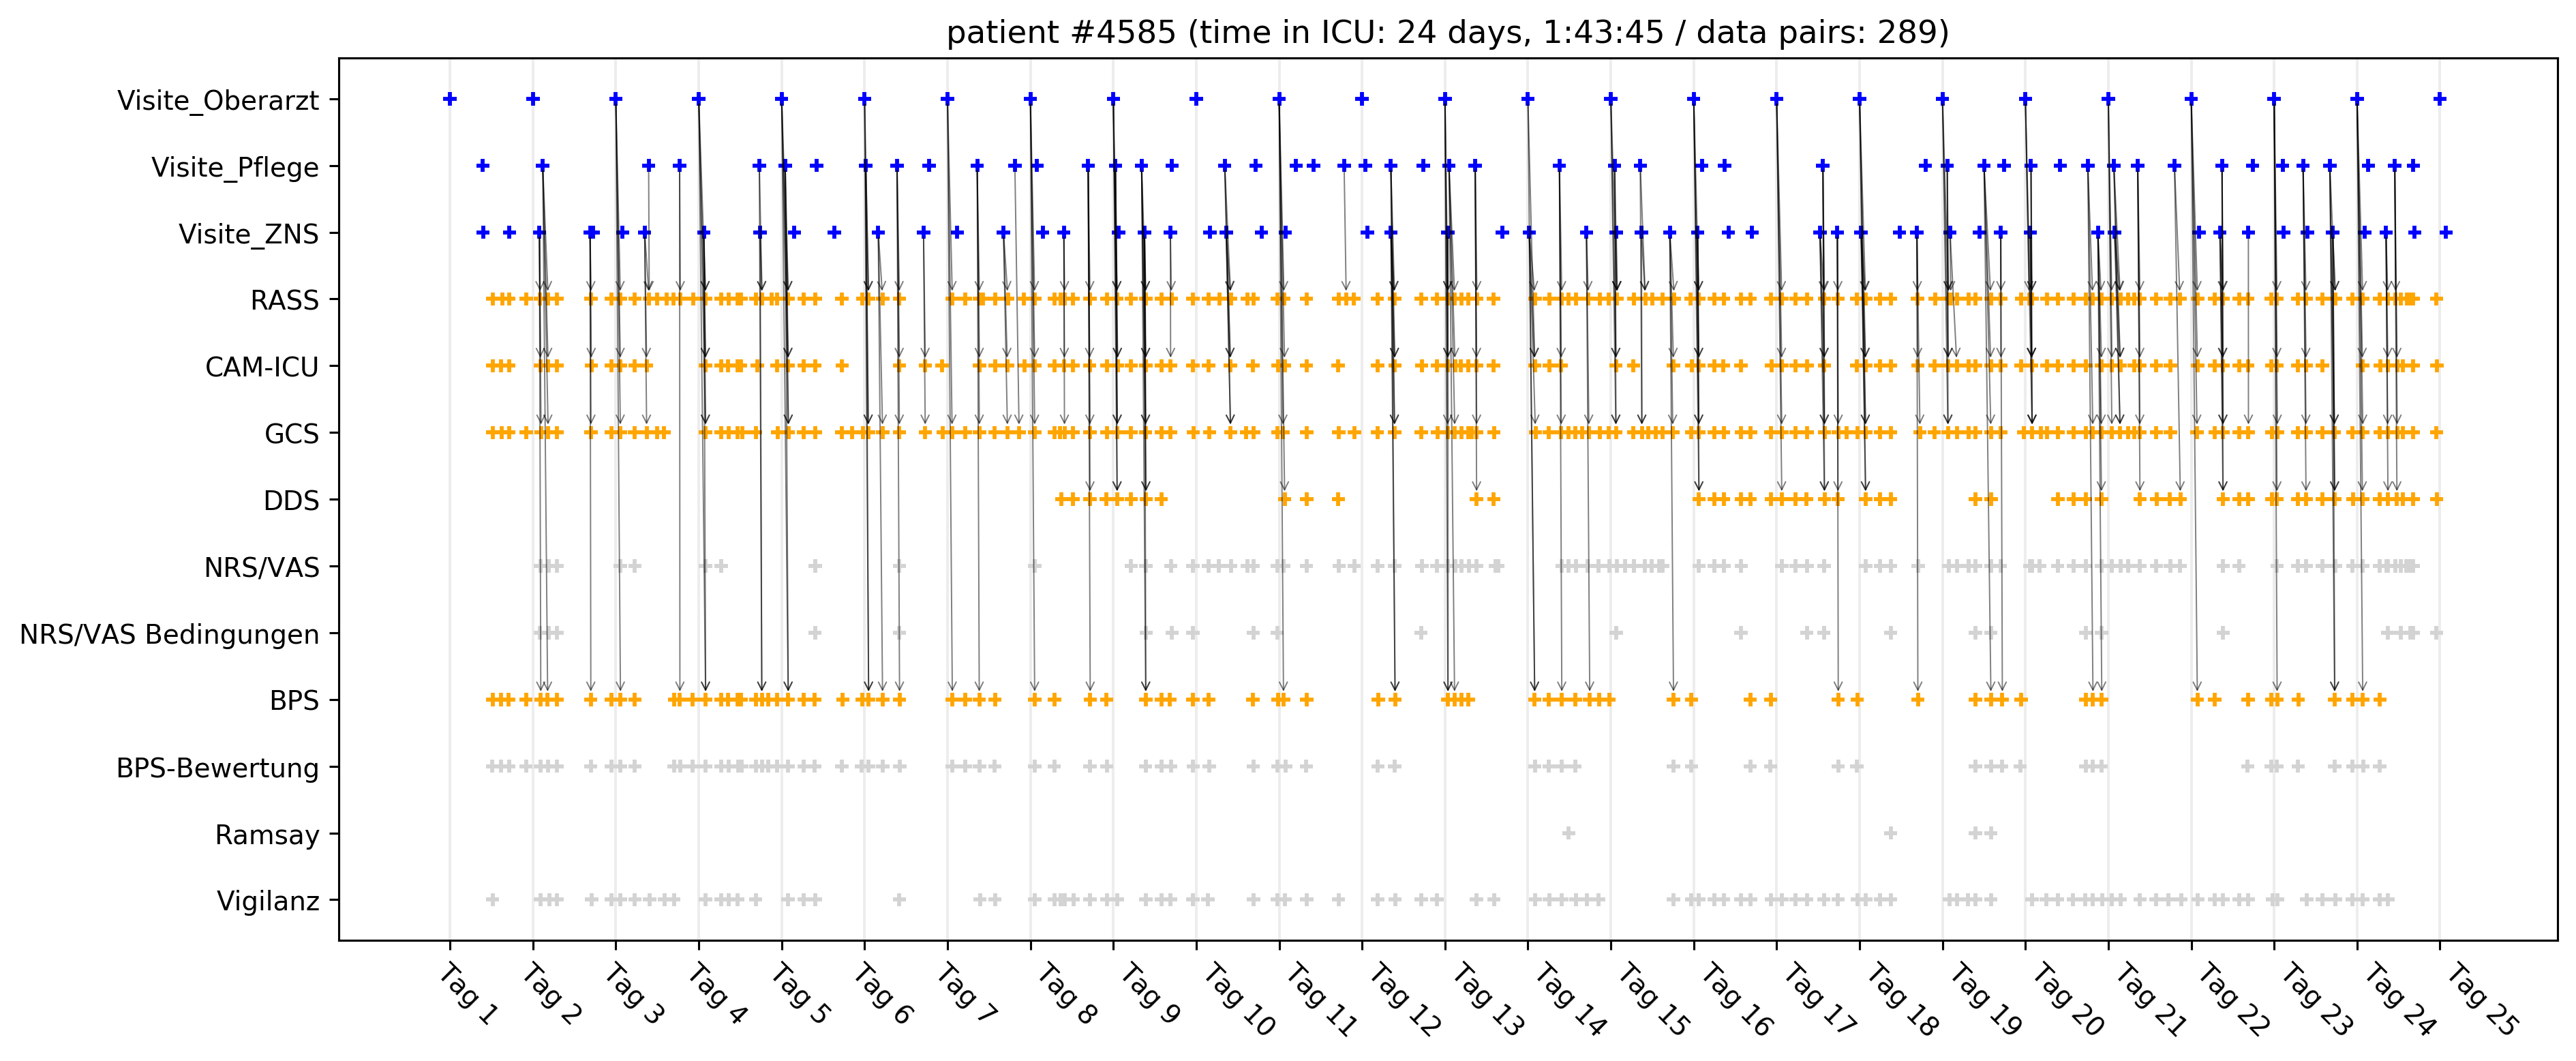 patient #4585 (time in ICU: 24 days, 1:43:45 / data pairs: 289)
Visite_Oberarzt
Visite_Pflege
Visite_ZNS
RASS
CAM-ICU
GCS
DDS
NRS/VAS
NRS/VAS Bedingungen
BPS
BPS-Bewertung
Ramsay
Vigilanz
Tag 1
Tag 2
Tag 3
Tag 4
Tag 5
Tag 6
Tag 7
Tag 8
Tag 9
Tag 10
Tag 11
Tag 12
Tag 13
Tag 14
Tag 15
Tag 16
Tag 17
Tag 18
Tag 19
Tag 20
Tag 21
Tag 22
Tag 23
Tag 24
Tag 25